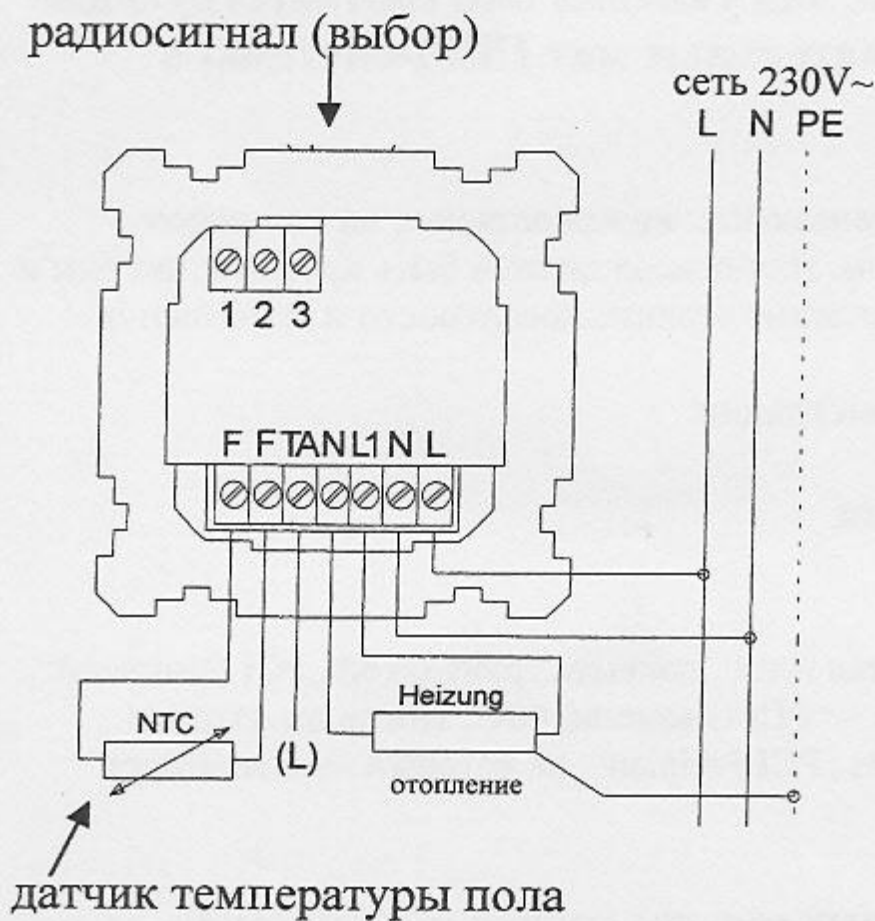 радиосигнал (выбор)
сеть 230V~
L N PE
1 2 3
F F TA N L1 N L
NTC
(L)
Heizung
отопление
датчик температуры пола